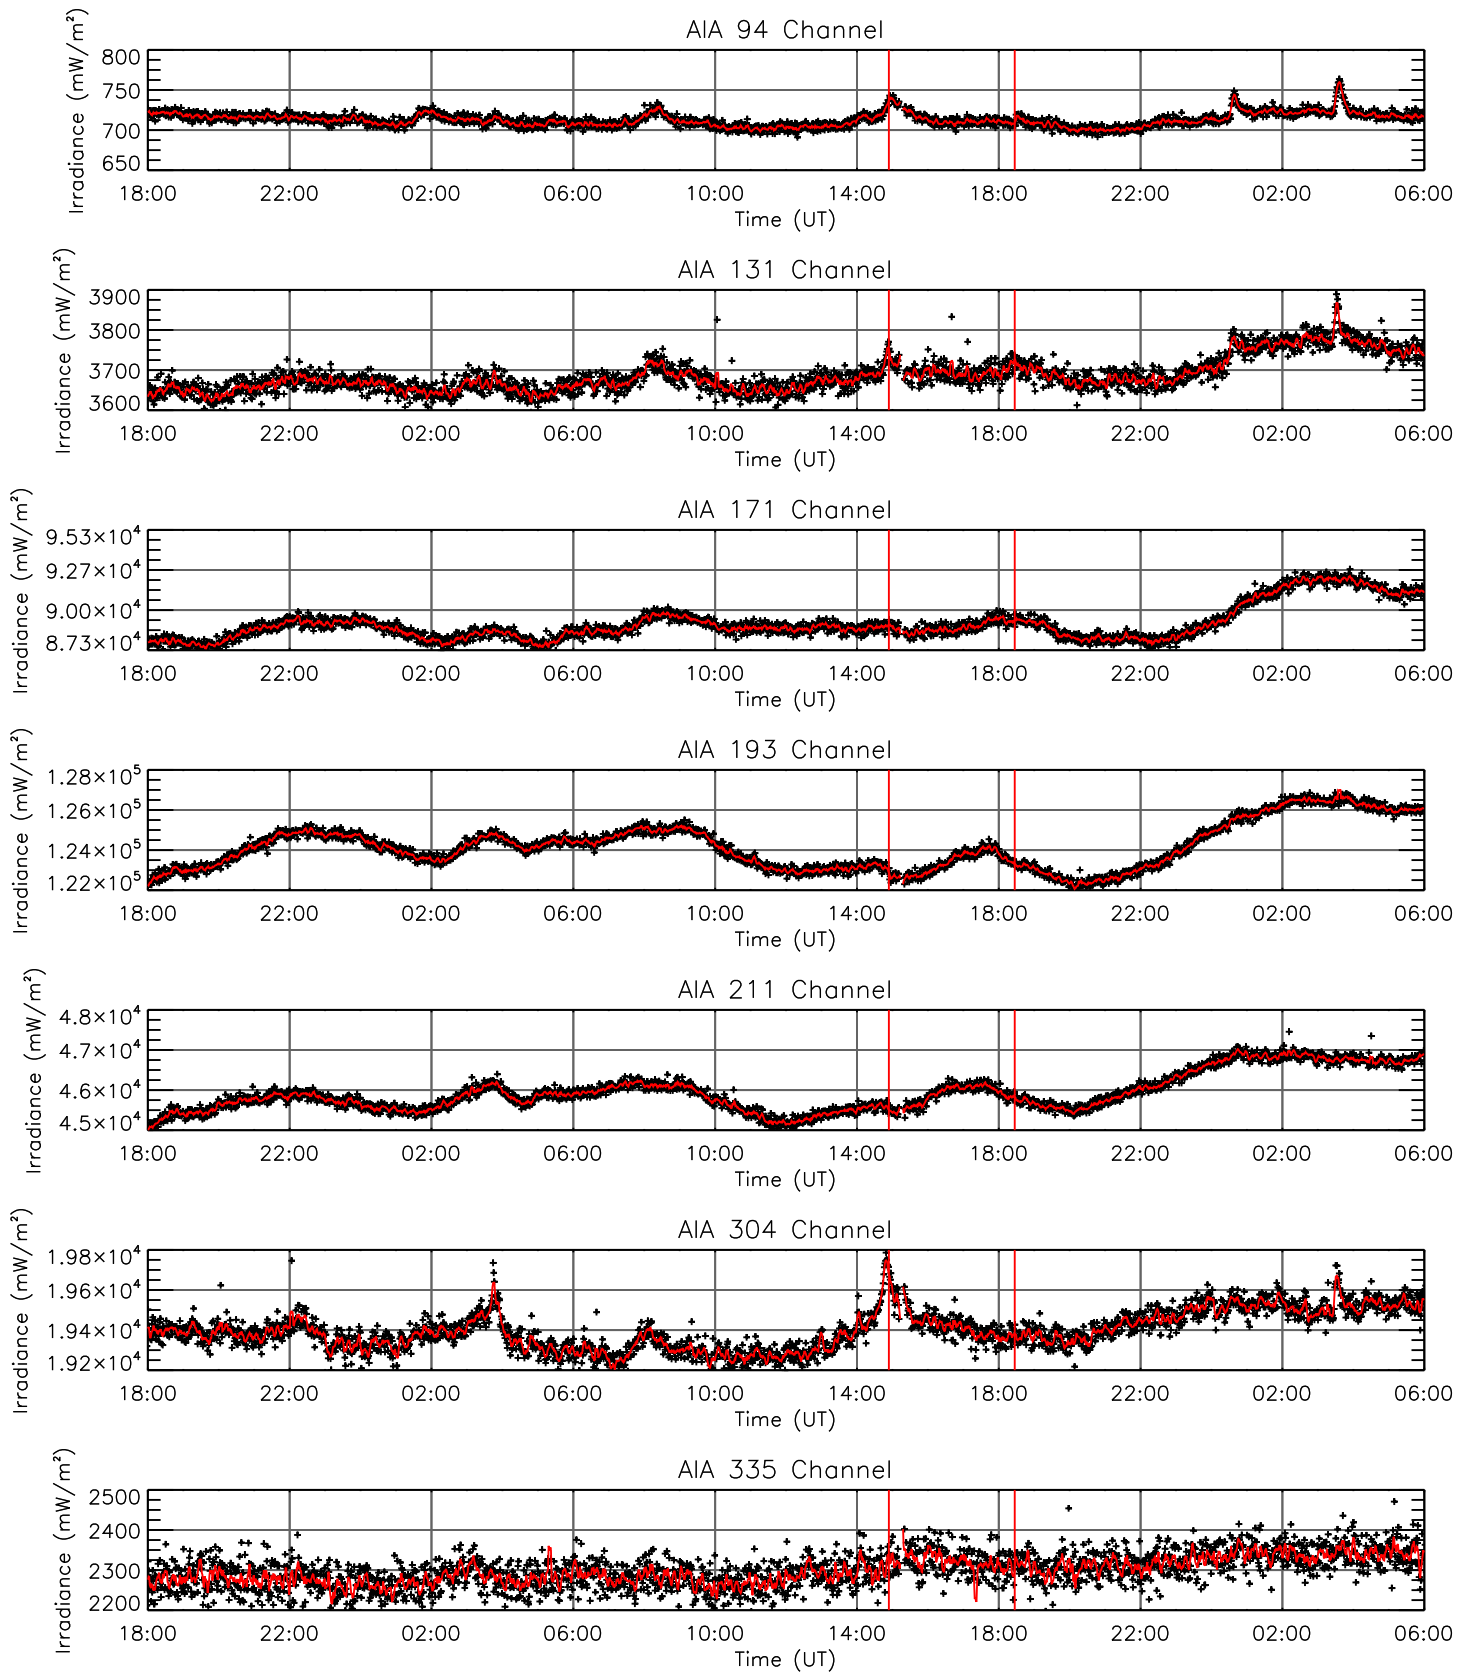 AIA 94 Channel
Irradiance (mW/m²)
800
750
700
650
18:00 22:00 02:00 06:00 10:00 14:00 18:00 22:00 02:00 06:00
Time (UT)
AIA 131 Channel
Irradiance (mW/m²)
3900
3800
3700
3600
18:00 22:00 02:00 06:00 10:00 14:00 18:00 22:00 02:00 06:00
Time (UT)
AIA 171 Channel
Irradiance (mW/m²)
9.53×10⁴
9.27×10⁴
9.00×10⁴
8.73×10⁴
18:00 22:00 02:00 06:00 10:00 14:00 18:00 22:00 02:00 06:00
Time (UT)
AIA 193 Channel
Irradiance (mW/m²)
1.28×10⁵
1.26×10⁵
1.24×10⁵
1.22×10⁵
18:00 22:00 02:00 06:00 10:00 14:00 18:00 22:00 02:00 06:00
Time (UT)
AIA 211 Channel
Irradiance (mW/m²)
4.8×10⁴
4.7×10⁴
4.6×10⁴
4.5×10⁴
18:00 22:00 02:00 06:00 10:00 14:00 18:00 22:00 02:00 06:00
Time (UT)
AIA 304 Channel
Irradiance (mW/m²)
1.98×10⁴
1.96×10⁴
1.94×10⁴
1.92×10⁴
18:00 22:00 02:00 06:00 10:00 14:00 18:00 22:00 02:00 06:00
Time (UT)
AIA 335 Channel
Irradiance (mW/m²)
2500
2400
2300
2200
18:00 22:00 02:00 06:00 10:00 14:00 18:00 22:00 02:00 06:00
Time (UT)